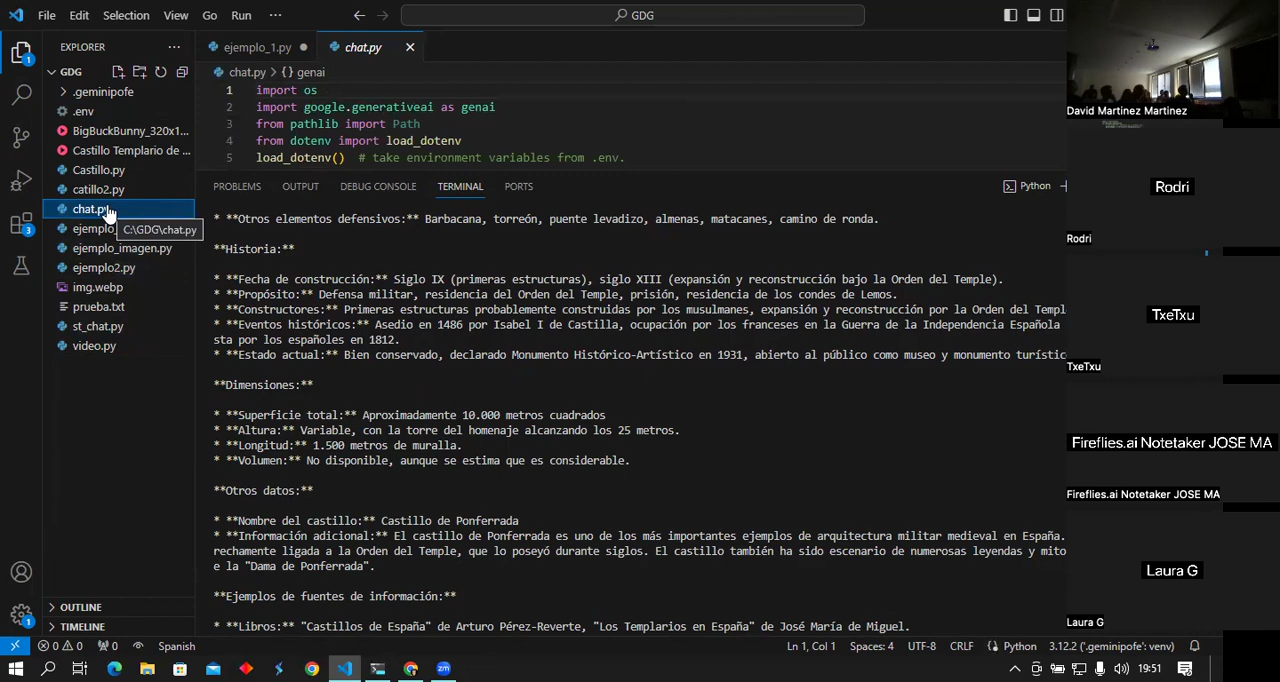 File Edit Selection View Go Run ··· GDG
EXPLORER ···
GDG
.geminipofe
.env
BigBuckBunny_320x1...
Castillo Templario de ...
Castillo.py
catillo2.py
chat.py
C:\GDG\chat.py
ejemplo_
ejemplo_imagen.py
ejemplo2.py
img.webp
prueba.txt
st_chat.py
video.py
OUTLINE
TIMELINE
ejemplo_1.py chat.py
chat.py > {} genai
1 import os
2 import google.generativeai as genai
3 from pathlib import Path
4 from dotenv import load_dotenv
5 load_dotenv() # take environment variables from .env.
PROBLEMS OUTPUT DEBUG CONSOLE TERMINAL PORTS Python
* **Otros elementos defensivos:** Barbacana, torreón, puente levadizo, almenas, matacanes, camino de ronda.
**Historia:**
* **Fecha de construcción:** Siglo IX (primeras estructuras), siglo XIII (expansión y reconstrucción bajo la Orden del Temple).
* **Propósito:** Defensa militar, residencia del Orden del Temple, prisión, residencia de los condes de Lemos.
* **Constructores:** Primeras estructuras probablemente construidas por los musulmanes, expansión y reconstrucción por la Orden del Templ
* **Eventos históricos:** Asedio en 1486 por Isabel I de Castilla, ocupación por los franceses en la Guerra de la Independencia Española
sta por los españoles en 1812.
* **Estado actual:** Bien conservado, declarado Monumento Histórico-Artístico en 1931, abierto al público como museo y monumento turístic
**Dimensiones:**
* **Superficie total:** Aproximadamente 10.000 metros cuadrados
* **Altura:** Variable, con la torre del homenaje alcanzando los 25 metros.
* **Longitud:** 1.500 metros de muralla.
* **Volumen:** No disponible, aunque se estima que es considerable.
**Otros datos:**
* **Nombre del castillo:** Castillo de Ponferrada
* **Información adicional:** El castillo de Ponferrada es uno de los más importantes ejemplos de arquitectura militar medieval en España.
rechamente ligada a la Orden del Temple, que lo poseyó durante siglos. El castillo también ha sido escenario de numerosas leyendas y mito
e la "Dama de Ponferrada".
**Ejemplos de fuentes de información:**
* **Libros:** "Castillos de España" de Arturo Pérez-Reverte, "Los Templarios en España" de José María de Miguel.
David Martinez Martinez
Rodri
Rodri
TxeTxu
TxeTxu
Fireflies.ai Notetaker JOSE MA
Fireflies.ai Notetaker JOSE MA
Laura G
Laura G
0 0 0 Spanish Ln 1, Col 1 Spaces: 4 UTF-8 CRLF Python 3.12.2 ('.geminipofe': venv)
19:51